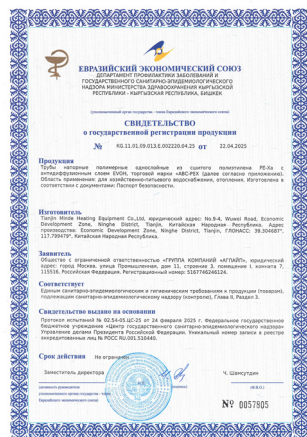 ЕВРАЗИЙСКИЙ ЭКОНОМИЧЕСКИЙ СОЮЗ
ДЕПАРТАМЕНТ ПРОФИЛАКТИКИ ЗАБОЛЕВАНИЙ И
ГОСУДАРСТВЕННОГО САНИТАРНО-ЭПИДЕМИОЛОГИЧЕСКОГО
НАДЗОРА МИНИСТЕРСТВА ЗДРАВООХРАНЕНИЯ КЫРГЫЗСКОЙ
РЕСПУБЛИКИ - КЫРГЫЗСКАЯ РЕСПУБЛИКА, БИШКЕК
СВИДЕТЕЛЬСТВО
о государственной регистрации продукции
№ KG.11.01.09.013.E.002220.04.25 от 22.04.2025
Продукция
Трубы напорные полимерные однослойные из сшитого полиэтилена PE-Xa с
антидиффузионным слоем EVOH, торговой марки «ABC-PEX (далее согласно приложению).
Область применения: для хозяйственно-питьевого водоснабжения, отопления. Изготовлена в
соответствии с документами: Паспорт безопасности.
Изготовитель
Tianjin Minda Heating Equipment Co.,Ltd, юридический адрес: No.9-4, Wuwei Road, Economic
Development Zone, Ninghe District, Tianjin, Китайская Народная Республика. Адрес
производства: Economic Development Zone, Ninghe District, Tianjin, ГЛОНАСС: 39.304687°,
117.799479°, Китайская Народная Республика.
Заявитель
Общество с ограниченной ответственностью «ГРУППА КОМПАНИЙ «АГПАЙП», юридический
адрес: город Москва, улица Промышленная, дом 11, строение 3, помещение I, комната 7,
115516, Российская Федерация. Регистрационный номер: 5167746246124.
Соответствует
Единым санитарно-эпидемиологическим и гигиеническим требованиям к продукции (товарам),
подлежащим санитарно-эпидемиологическому надзору (контролю), Глава II, Раздел 3.
Свидетельство выдано на основании
Протокол испытаний № 02.54-05.ЦС-25 от 24 февраля 2025 г. Федеральное государственное
бюджетное учреждение «Центр государственного санитарно-эпидемиологического надзора»
Управление делами Президента Российской Федерации. Уникальный номер записи в реестре
аккредитованных лиц № РОСС RU.001.510440.
Срок действия Не ограничен
Заместитель директора Ч. Шамсутдин
(Ф.И.О.)
№ 0057805